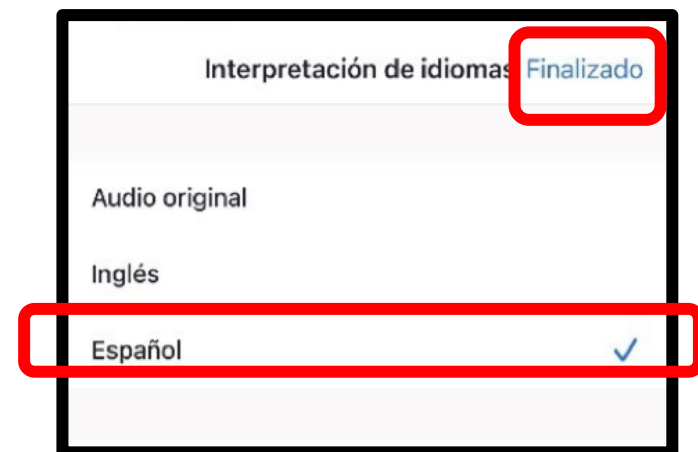 Interpretación de idiomas Finalizado
Audio original
Inglés
Español